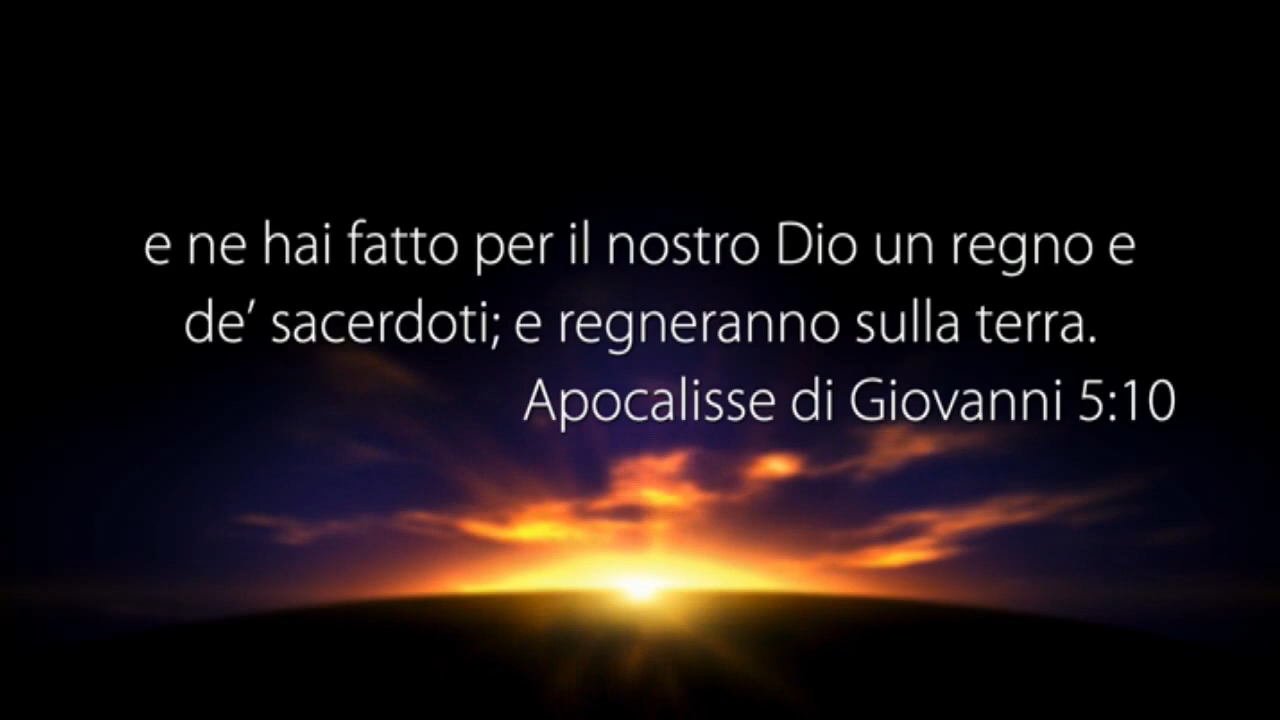 e ne hai fatto per il nostro Dio un regno e
de’ sacerdoti; e regneranno sulla terra.
Apocalisse di Giovanni 5:10